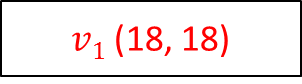 v₁ (18, 18)